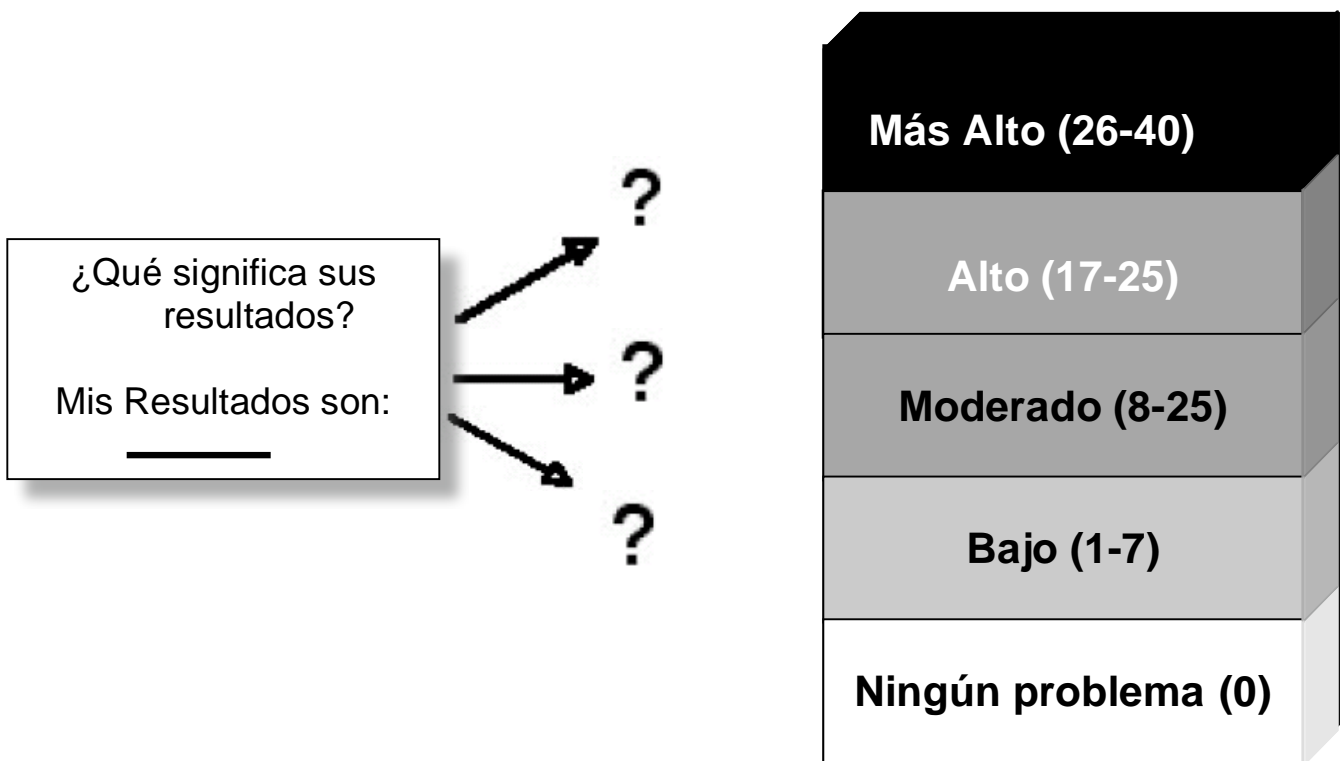 ¿Qué significa sus
resultados?
Mis Resultados son:
?
?
?
Más Alto (26-40)
Alto (17-25)
Moderado (8-25)
Bajo (1-7)
Ningún problema (0)